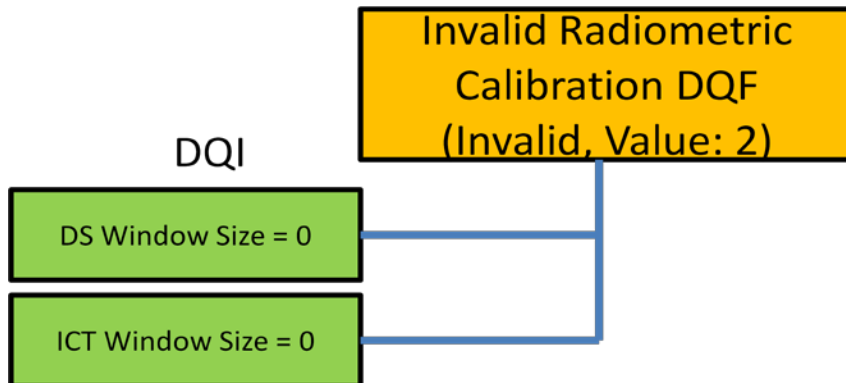 Invalid Radiometric
Calibration DQF
(Invalid, Value: 2)
DQI
DS Window Size = 0
ICT Window Size = 0